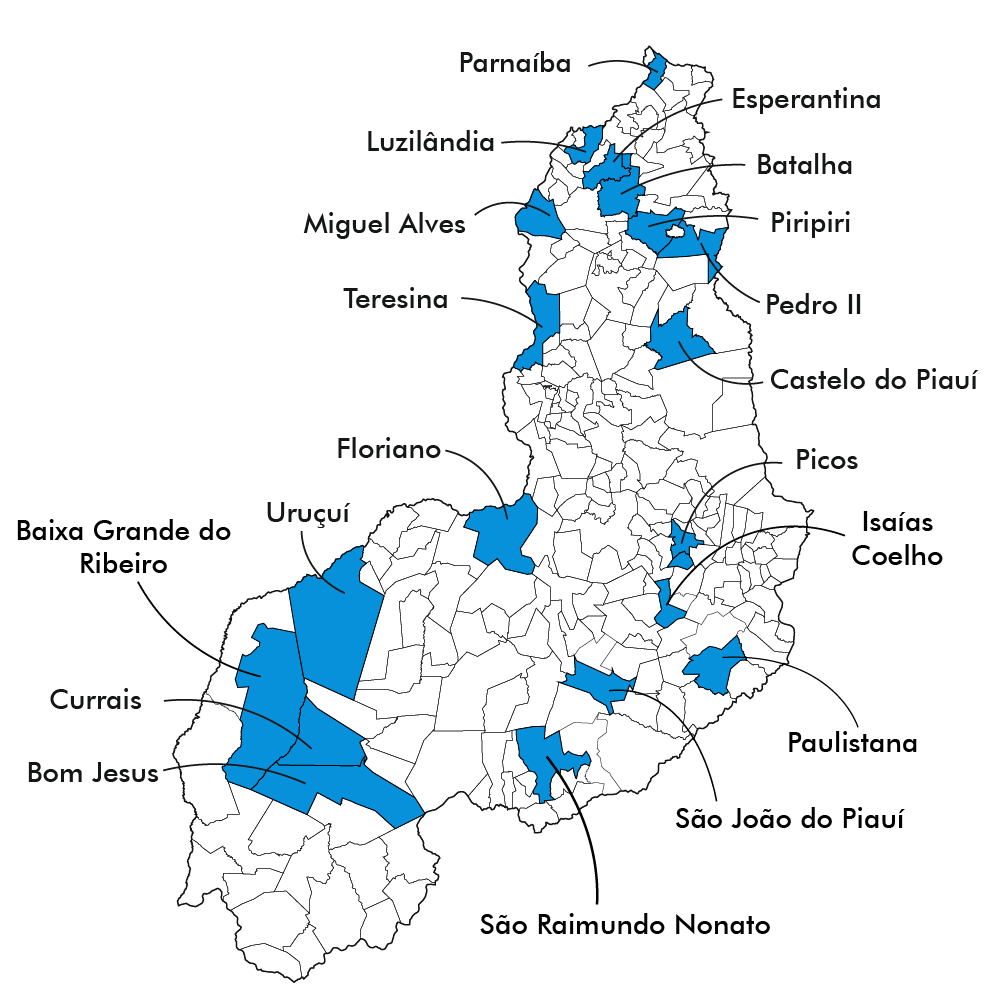 Parnaíba
Esperantina
Luzilândia
Batalha
Miguel Alves
Piripiri
Teresina
Pedro II
Castelo do Piauí
Floriano
Picos
Uruçuí
Isaías
Coelho
Baixa Grande do
Ribeiro
Currais
Paulistana
Bom Jesus
São João do Piauí
São Raimundo Nonato